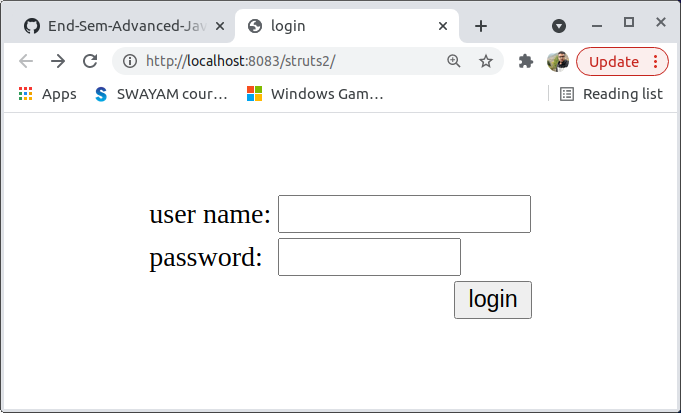 End-Sem-Advanced-Jav
login
http://localhost:8083/struts2/
Update
Apps
SWAYAM cour…
Windows Gam…
Reading list
user name:
password:
login